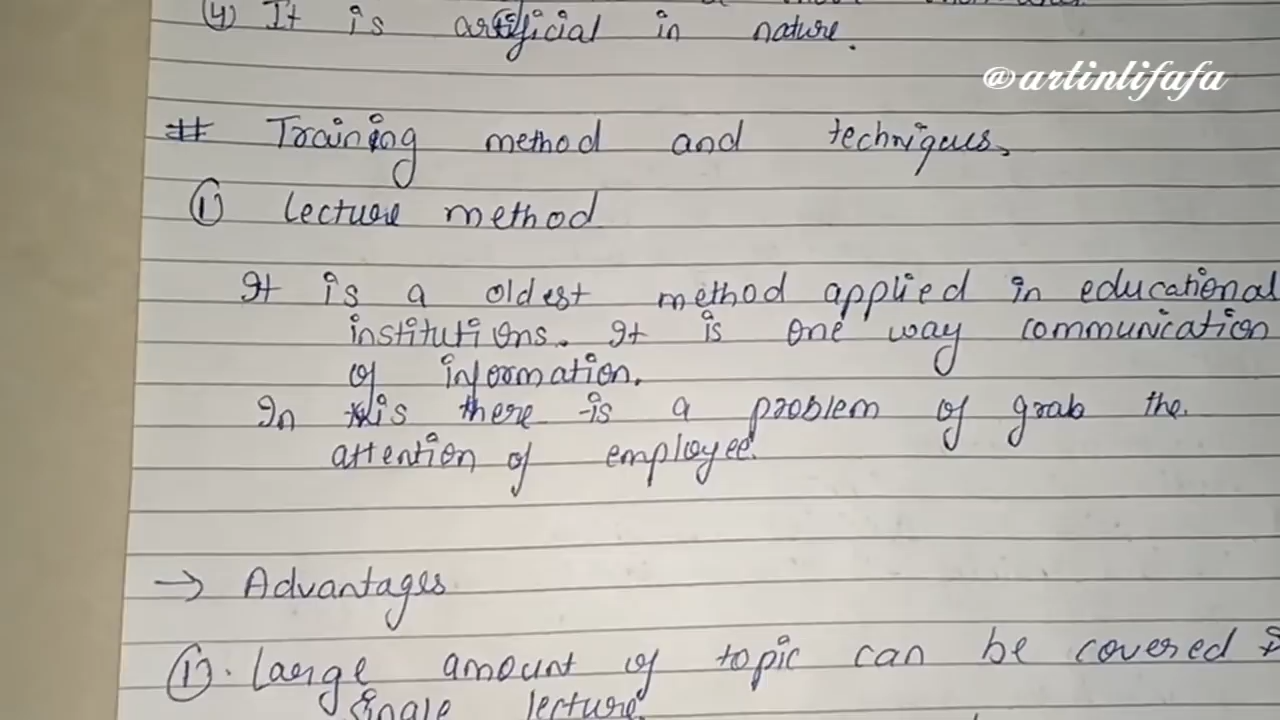 (4) It is artificial in nature.
@artinlifafa
# Training method and techniques.
① Lecture method
It is a oldest method applied in educational
institutions. It is one way communication
of information.
In this there is a problem of grab the
attention of employee.
→ Advantages
①. Large amount of topic can be covered
single lecture.